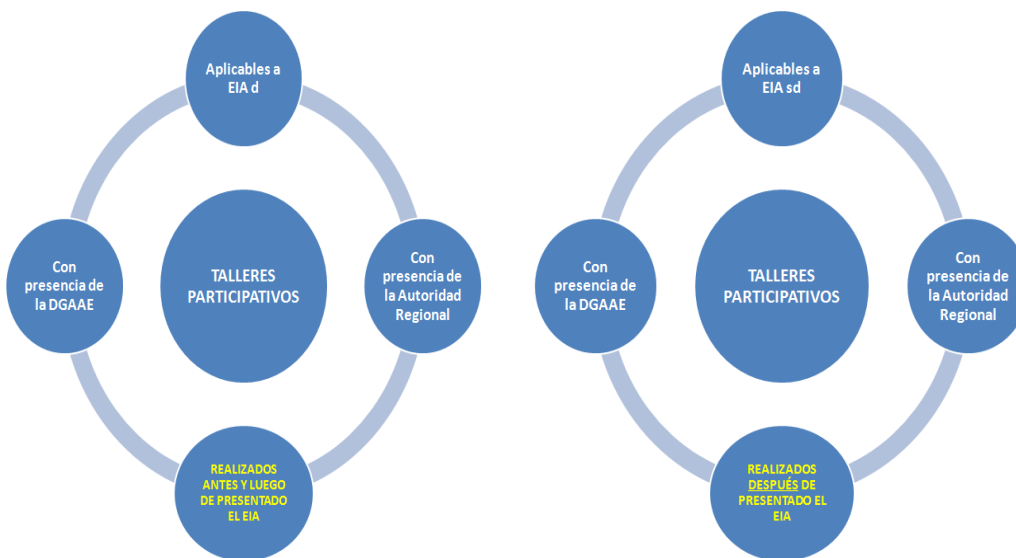 Aplicables a
EIA d
Con
presencia de
la DGAAE
TALLERES
PARTICIPATIVOS
Con
presencia de
la Autoridad
Regional
REALIZADOS
ANTES Y LUEGO
DE PRESENTADO
EL EIA
Aplicables a
EIA sd
Con
presencia de
la DGAAE
TALLERES
PARTICIPATIVOS
Con
presencia de
la Autoridad
Regional
REALIZADOS
DESPUÉS DE
PRESENTADO EL
EIA